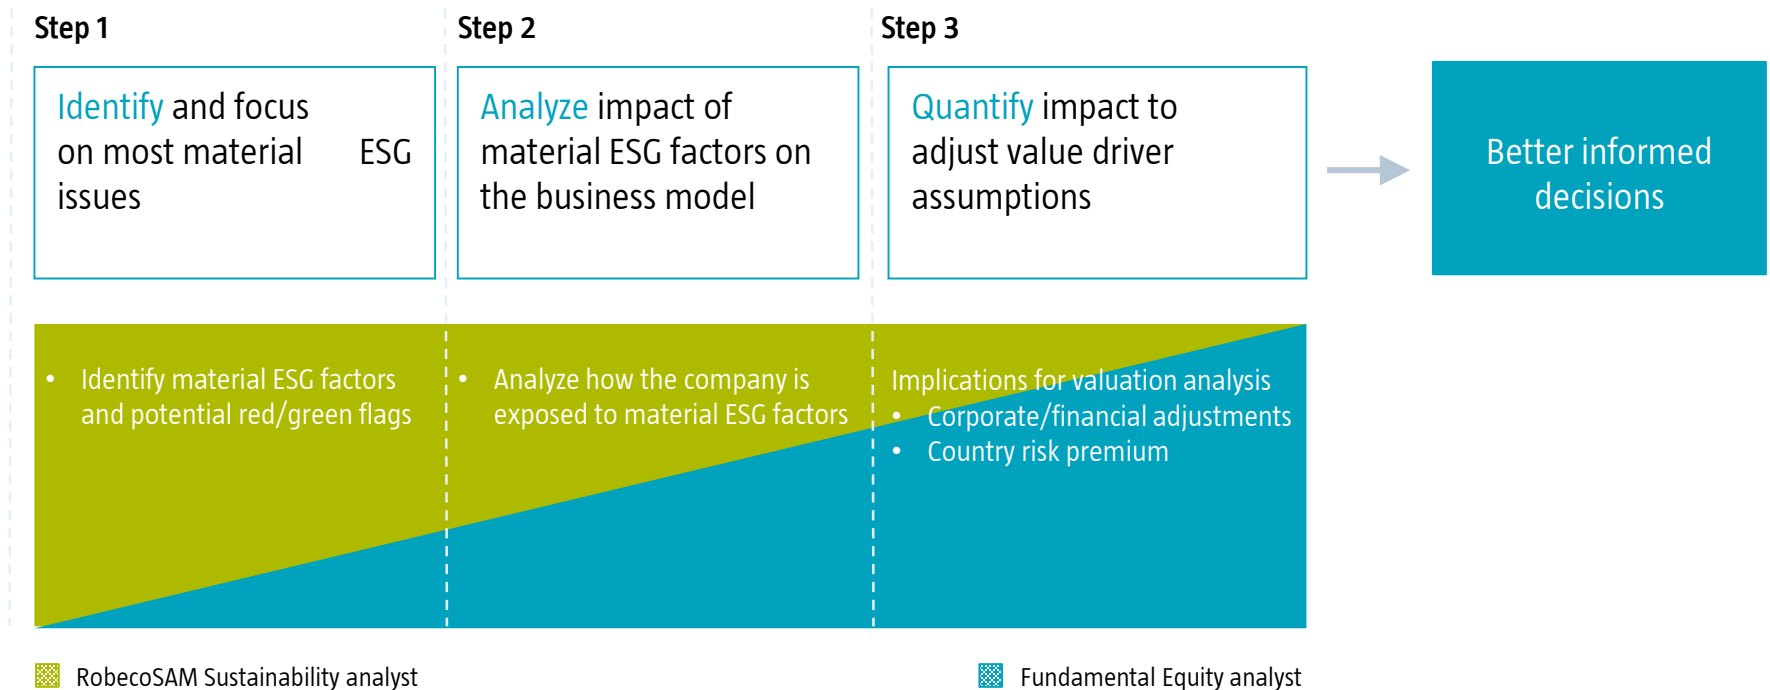 Step 1
Step 2
Step 3
Identify and focus
on most material ESG
issues
Analyze impact of
material ESG factors on
the business model
Quantify impact to
adjust value driver
assumptions
Better informed
decisions
• Identify material ESG factors
and potential red/green flags
• Analyze how the company is
exposed to material ESG factors
Implications for valuation analysis
• Corporate/financial adjustments
• Country risk premium
RobecoSAM Sustainability analyst
Fundamental Equity analyst